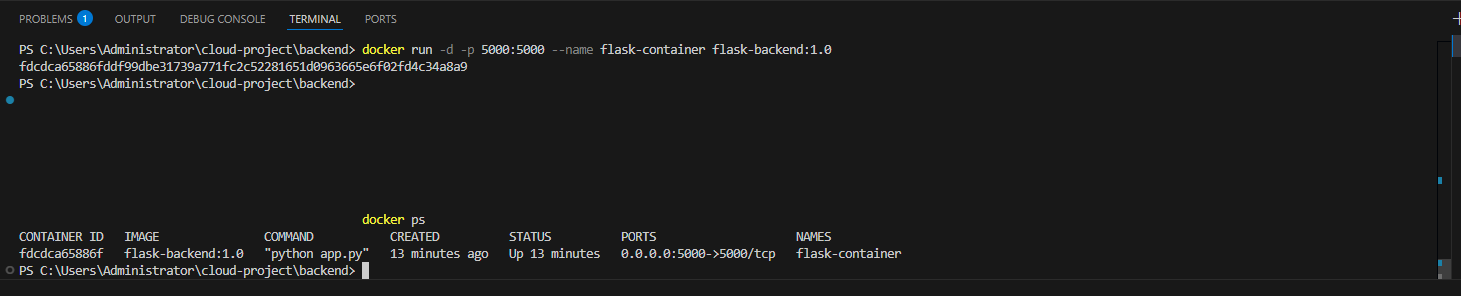 PROBLEMS 1 OUTPUT DEBUG CONSOLE TERMINAL PORTS
PS C:\Users\Administrator\cloud-project\backend> docker run -d -p 5000:5000 --name flask-container flask-backend:1.0
fdcdca65886fddf99dbe31739a771fc2c52281651d0963665e6f02fd4c34a8a9
PS C:\Users\Administrator\cloud-project\backend>
docker ps
CONTAINER ID IMAGE COMMAND CREATED STATUS PORTS NAMES
fdcdca65886f flask-backend:1.0 "python app.py" 13 minutes ago Up 13 minutes 0.0.0.0:5000->5000/tcp flask-container
PS C:\Users\Administrator\cloud-project\backend>